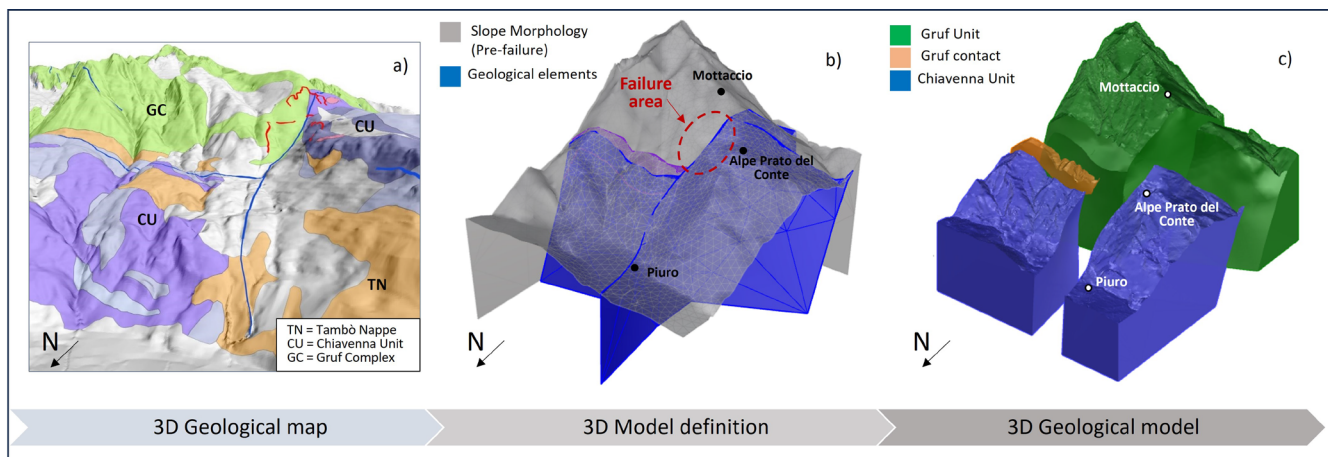 a)
GC
CU
CU
TN
TN = Tambò Nappe
CU = Chiavenna Unit
GC = Gruf Complex
N
Slope Morphology
(Pre-failure)
Geological elements
b)
Mottaccio
Failure
area
Alpe Prato del
Conte
Piuro
N
Gruf Unit
Gruf contact
Chiavenna Unit
c)
Mottaccio
Alpe Prato del
Conte
Piuro
N
3D Geological map
3D Model definition
3D Geological model